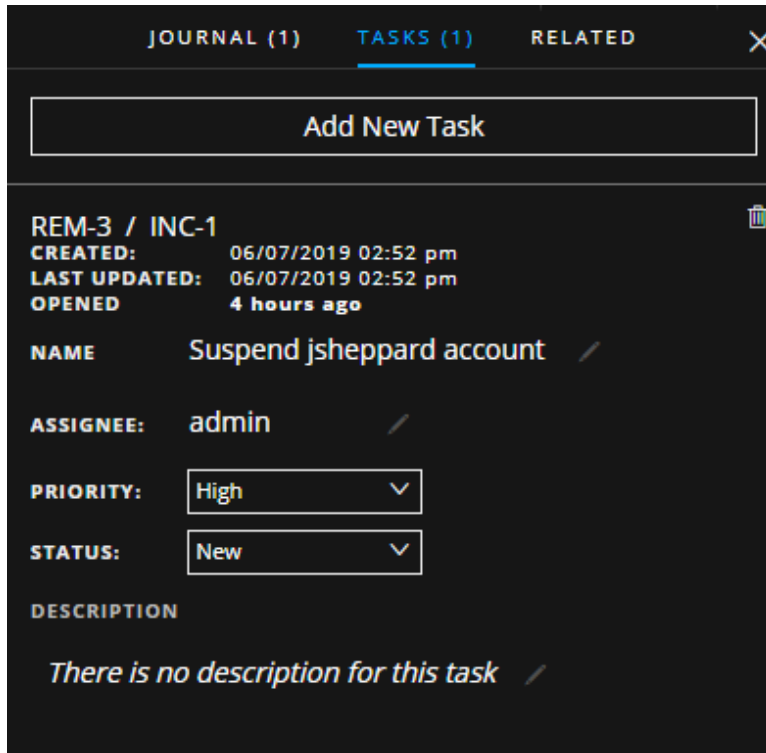 JOURNAL (1) TASKS (1) RELATED
Add New Task
REM-3 / INC-1
CREATED: 06/07/2019 02:52 pm
LAST UPDATED: 06/07/2019 02:52 pm
OPENED 4 hours ago
NAME Suspend jsheppard account
ASSIGNEE: admin
PRIORITY: High
STATUS: New
DESCRIPTION
There is no description for this task